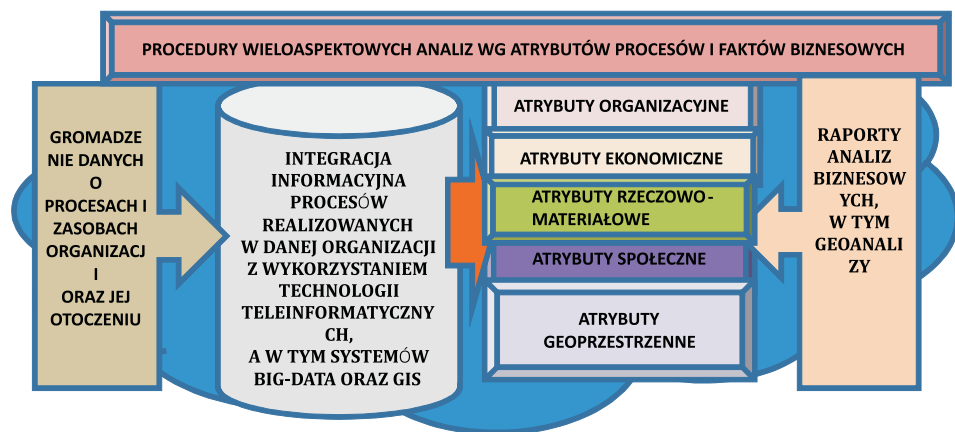 PROCEDURY WIELOASPEKTOWYCH ANALIZ WG ATRYBUTÓW PROCESÓW I FAKTÓW BIZNESOWYCH
GROMADZE
NIE DANYCH
O
PROCESACH I
ZASOBACH
ORGANIZACJ
I
ORAZ JEJ
OTOCZENIU
INTEGRACJA
INFORMACYJNA
PROCESÓW
REALIZOWANYCH
W DANEJ ORGANIZACJI
Z WYKORZYSTANIEM
TECHNOLOGII
TELEINFORMATYCZNY
CH,
A W TYM SYSTEMÓW
BIG-DATA ORAZ GIS
ATRYBUTY ORGANIZACYJNE
ATRYBUTY EKONOMICZNE
ATRYBUTY RZECZOWO-
MATERIAŁOWE
ATRYBUTY SPOŁECZNE
ATRYBUTY
GEOPRZESTRZENNE
RAPORTY
ANALIZ
BIZNESOW
YCH,
W TYM
GEOANALI
ZY